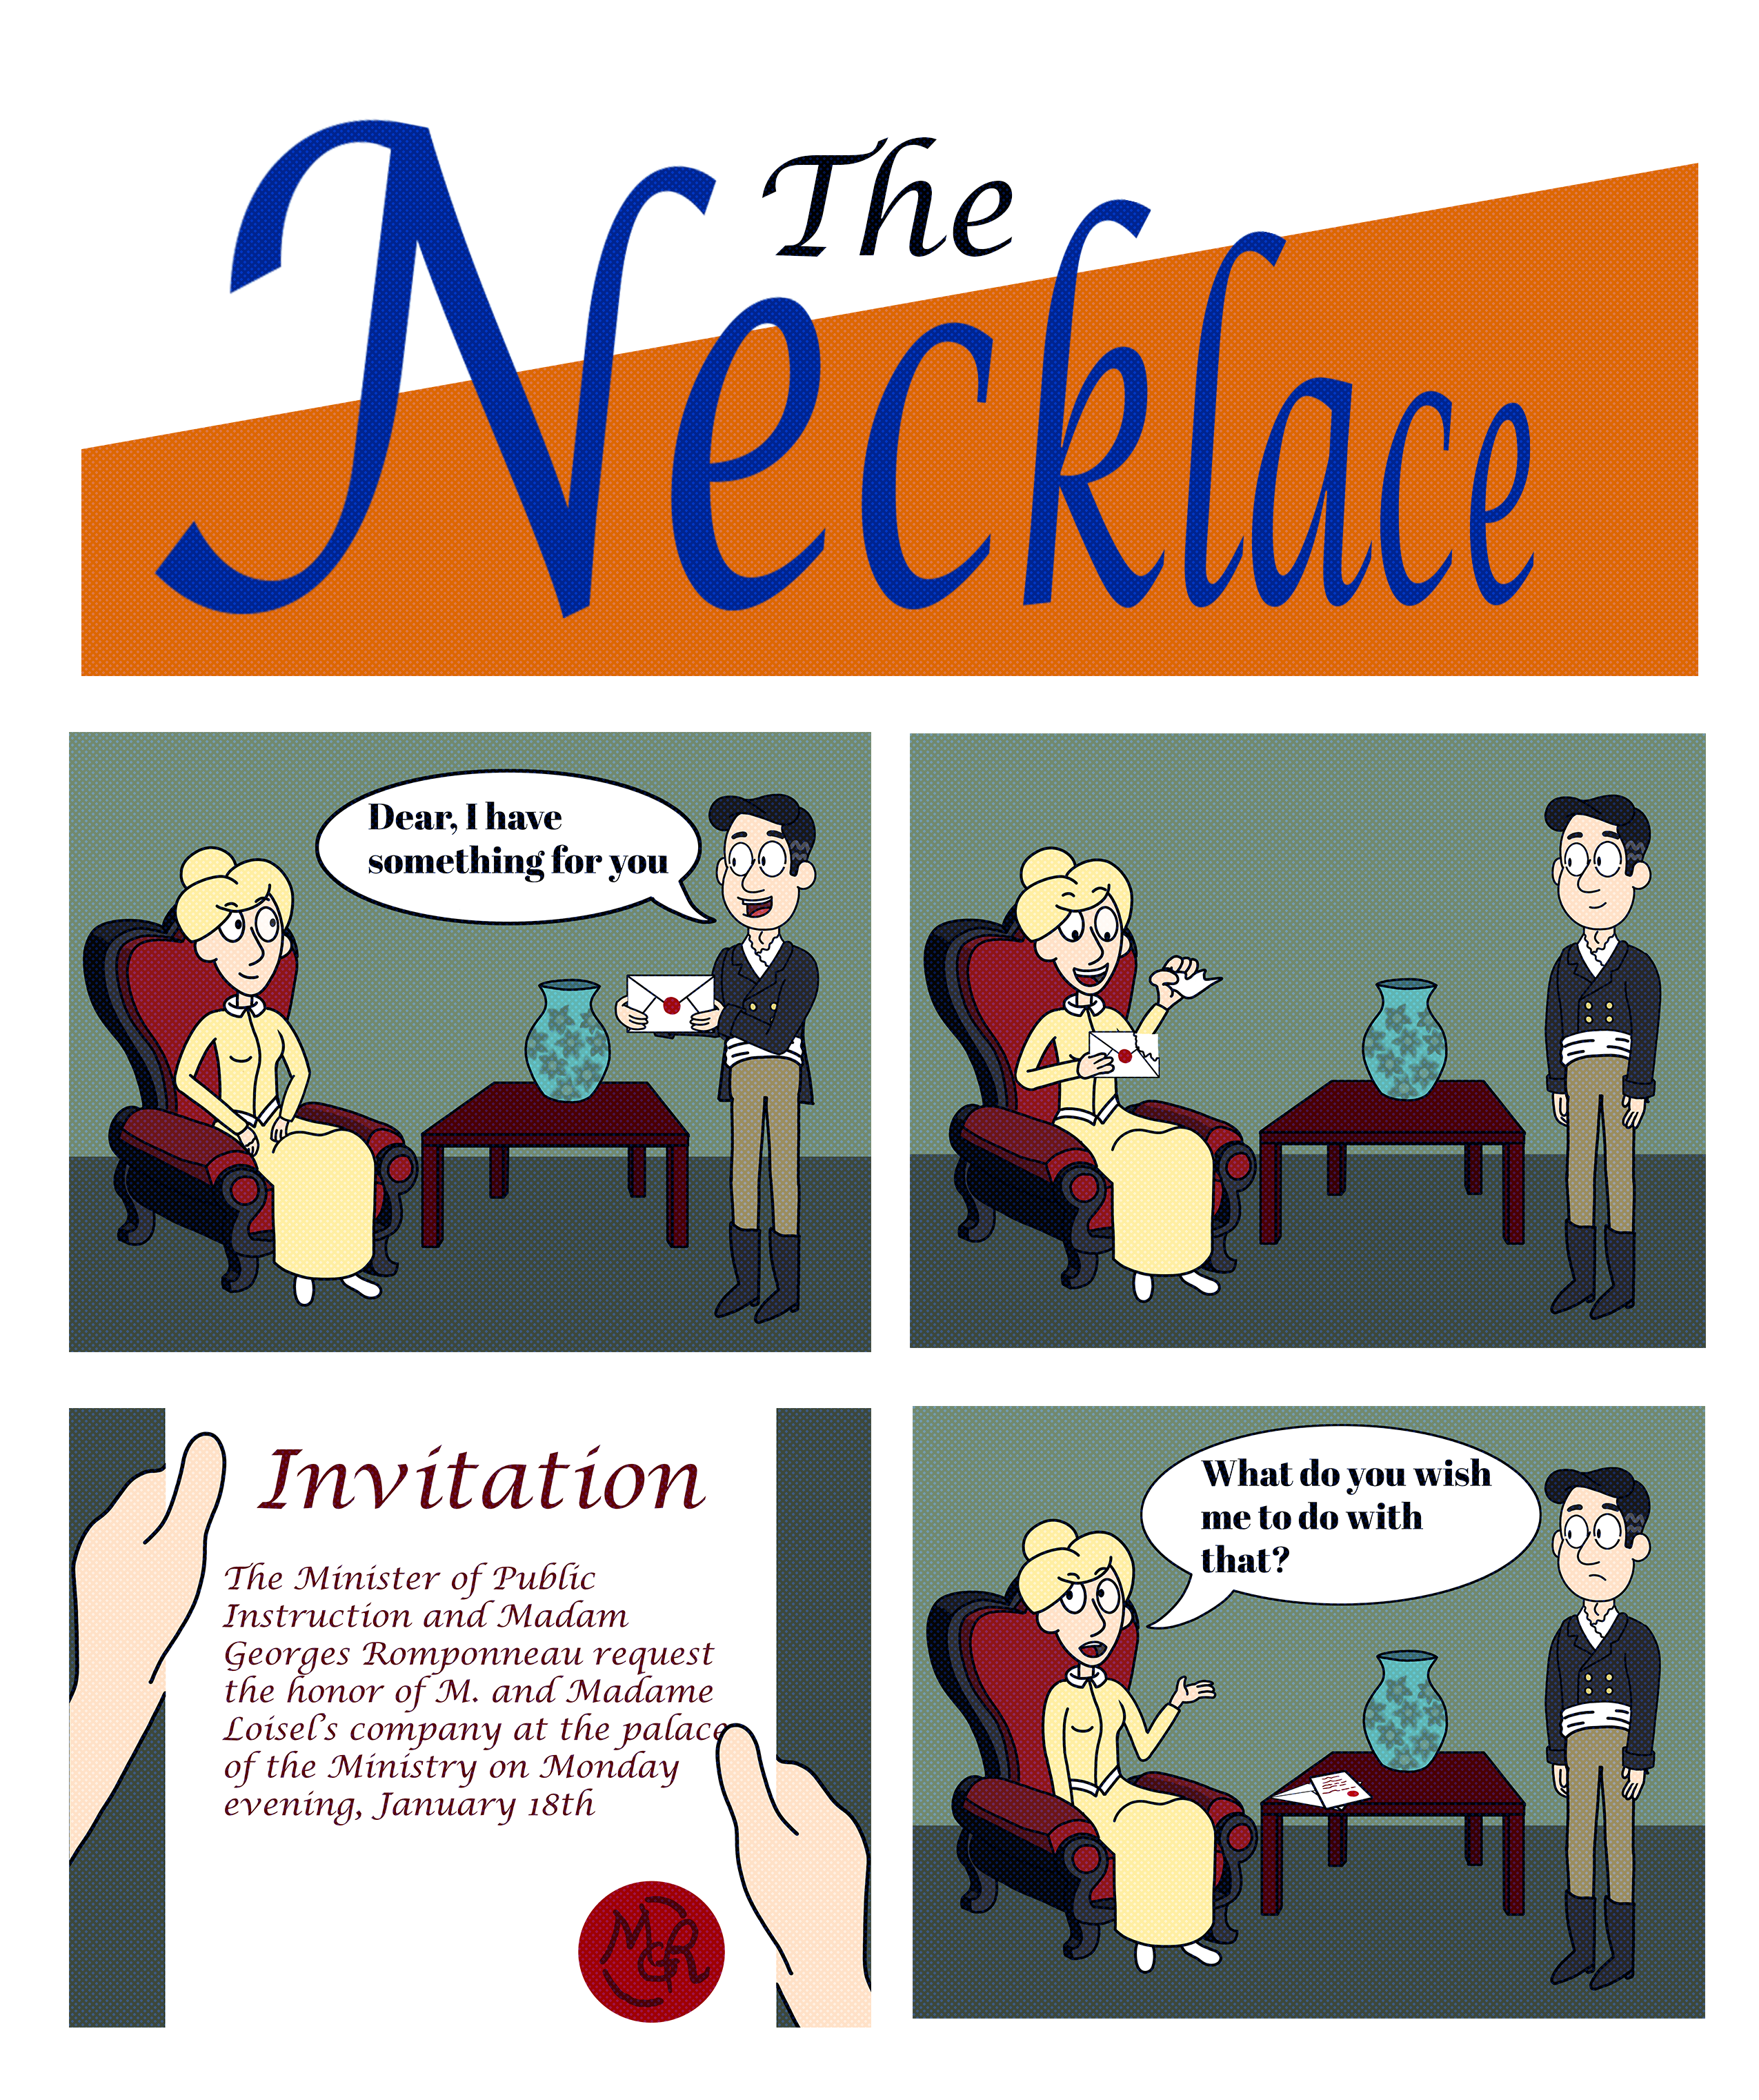 The
Necklace
Dear, I have
something for you
Invitation
The Minister of Public
Instruction and Madam
Georges Romponneau request
the honor of M. and Madame
Loisel's company at the palace
of the Ministry on Monday
evening, January 18th
MGR
What do you wish
me to do with
that?